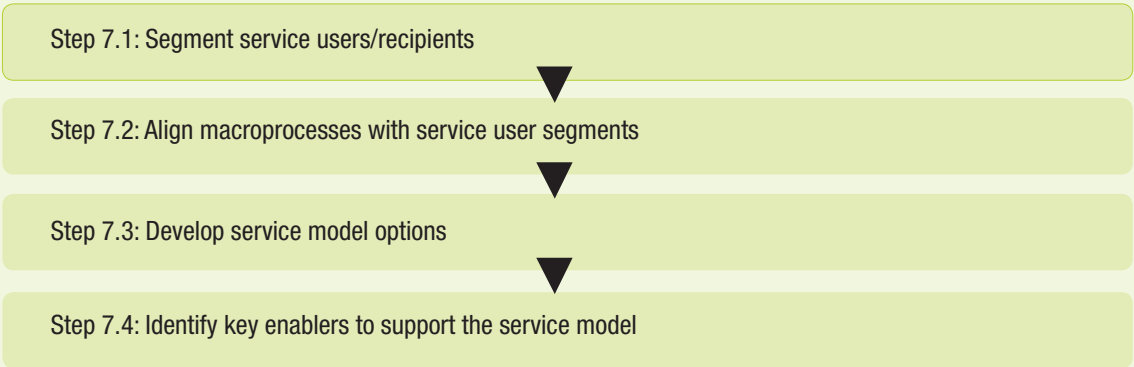 Step 7.1: Segment service users/recipients
Step 7.2: Align macroprocesses with service user segments
Step 7.3: Develop service model options
Step 7.4: Identify key enablers to support the service model